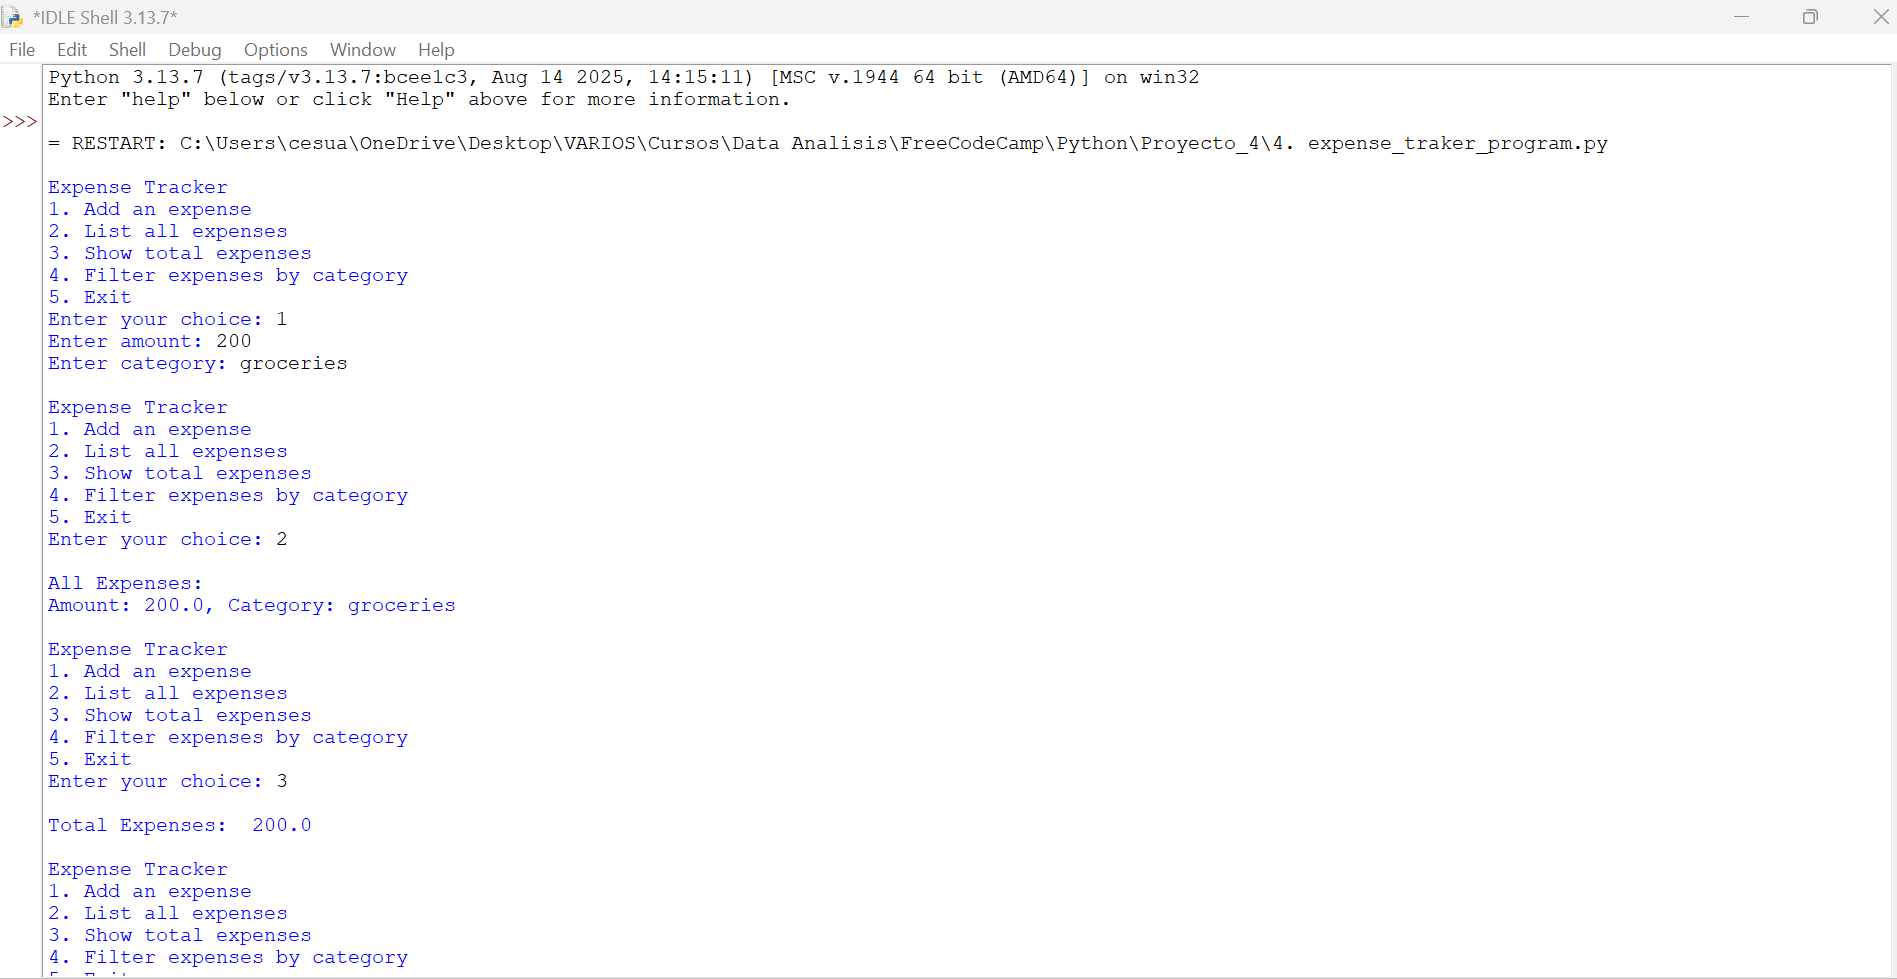 *IDLE Shell 3.13.7*
File Edit Shell Debug Options Window Help
Python 3.13.7 (tags/v3.13.7:bcee1c3, Aug 14 2025, 14:15:11) [MSC v.1944 64 bit (AMD64)] on win32
Enter "help" below or click "Help" above for more information.
>>>
= RESTART: C:\Users\cesua\OneDrive\Desktop\VARIOS\Cursos\Data Analisis\FreeCodeCamp\Python\Proyecto_4\4. expense_traker_program.py
Expense Tracker
1. Add an expense
2. List all expenses
3. Show total expenses
4. Filter expenses by category
5. Exit
Enter your choice: 1
Enter amount: 200
Enter category: groceries
Expense Tracker
1. Add an expense
2. List all expenses
3. Show total expenses
4. Filter expenses by category
5. Exit
Enter your choice: 2
All Expenses:
Amount: 200.0, Category: groceries
Expense Tracker
1. Add an expense
2. List all expenses
3. Show total expenses
4. Filter expenses by category
5. Exit
Enter your choice: 3
Total Expenses:  200.0
Expense Tracker
1. Add an expense
2. List all expenses
3. Show total expenses
4. Filter expenses by category